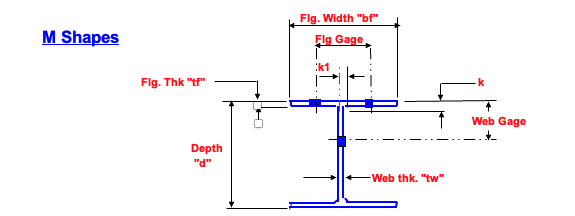 Flg. Width "bf"
M Shapes
Flg Gage
k1
Flg. Thk "tf"
k
Web Gage
Depth
"d"
Web thk. "tw"